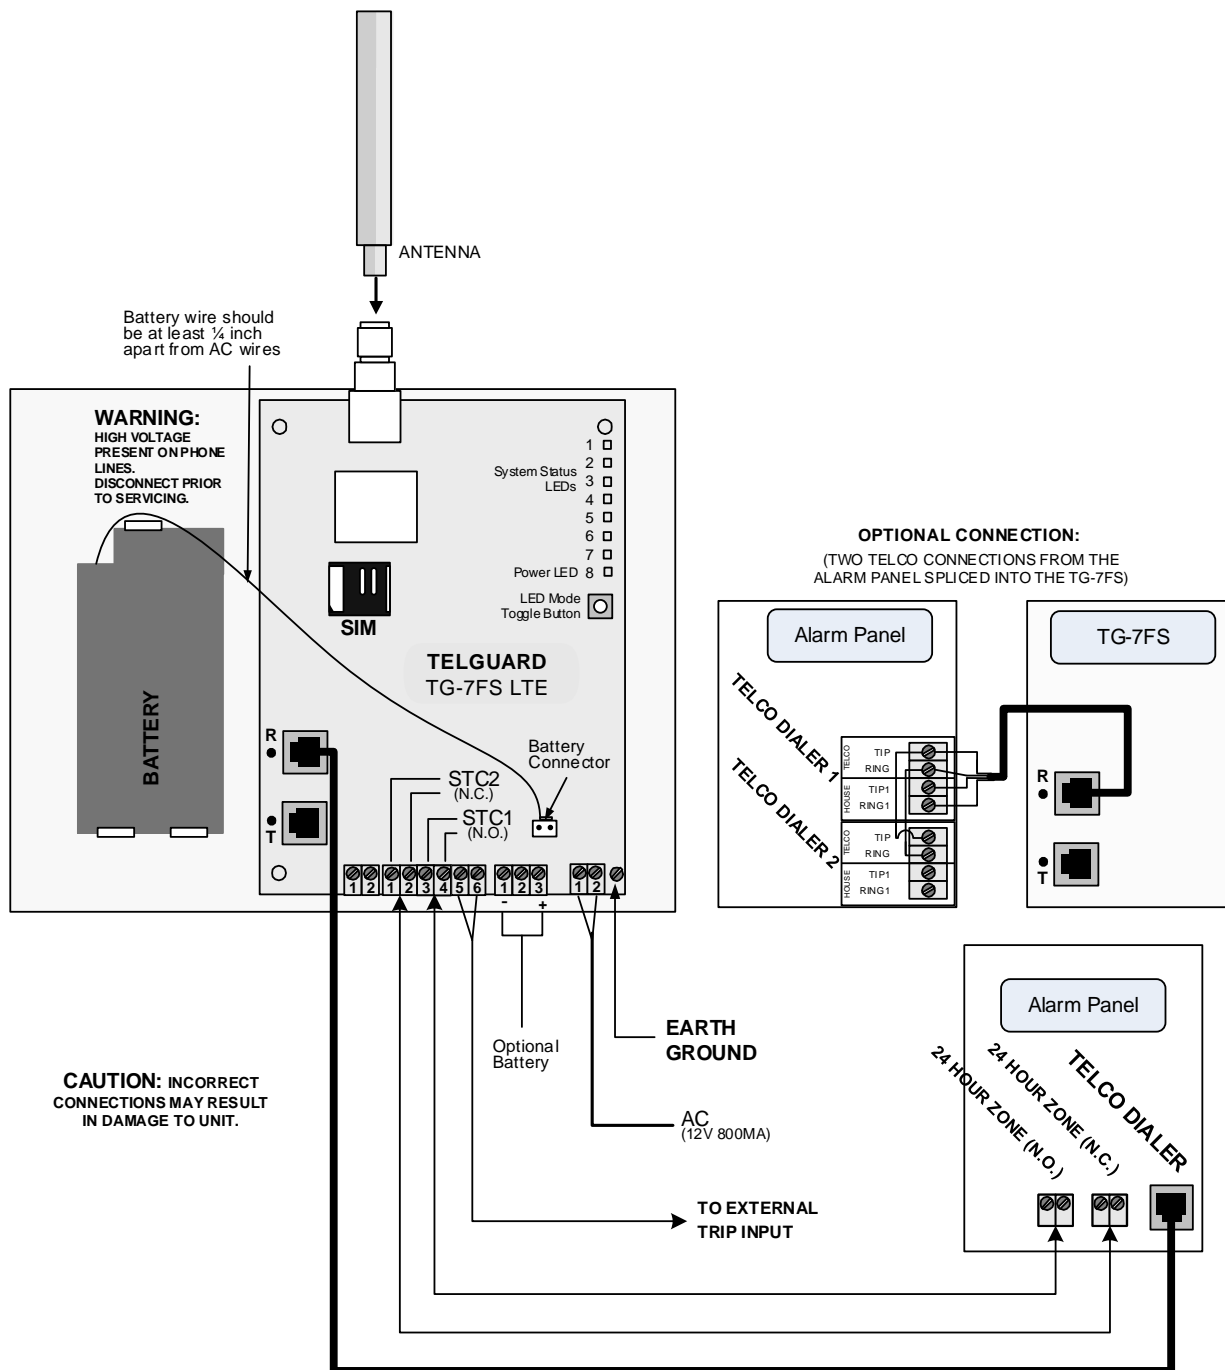 ANTENNA
Battery wire should
be at least ¼ inch
apart from AC wires
WARNING:
HIGH VOLTAGE
PRESENT ON PHONE
LINES.
DISCONNECT PRIOR
TO SERVICING.
BATTERY
1
2
3
4
5
6
7
8
System Status
LEDs
Power LED
LED Mode
Toggle Button
SIM
TELGUARD
TG-7FS LTE
R
T
Battery
Connector
STC2
(N.C.)
STC1
(N.O.)
1 2 1 2 3 4 5 6 1 2 3 1 2
- +
Optional
Battery
EARTH
GROUND
AC
(12V 800MA)
TO EXTERNAL
TRIP INPUT
CAUTION: INCORRECT
CONNECTIONS MAY RESULT
IN DAMAGE TO UNIT.
OPTIONAL CONNECTION:
(TWO TELCO CONNECTIONS FROM THE
ALARM PANEL SPLICED INTO THE TG-7FS)
Alarm Panel
TELCO DIALER 1
TELCO
TIP
RING
HOUSE
TIP1
RING1
TELCO DIALER 2
TELCO
TIP
RING
HOUSE
TIP1
RING1
TG-7FS
R
T
Alarm Panel
24 HOUR ZONE (N.O.)
24 HOUR ZONE (N.C.)
TELCO DIALER